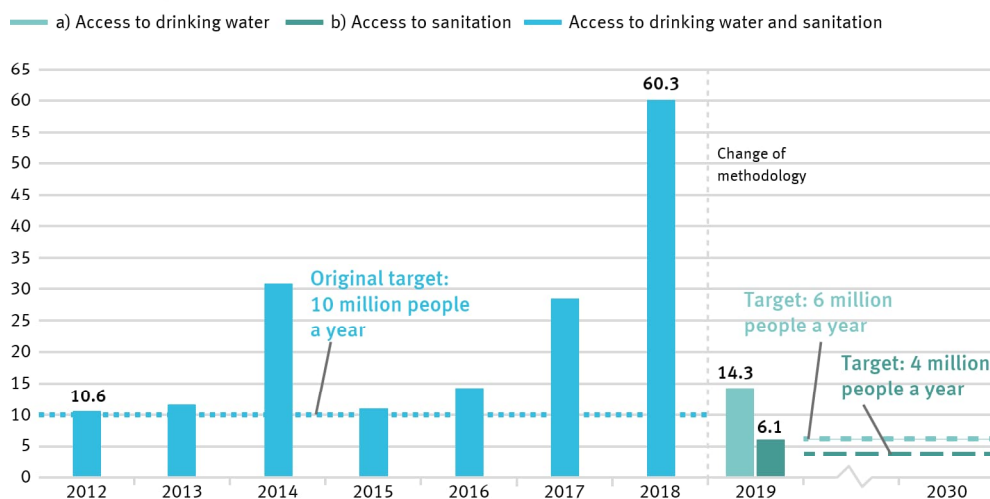 a) Access to drinking water b) Access to sanitation Access to drinking water and sanitation
65
60
55
50
45
40
35
30
25
20
15
10
5
0
60.3
Change of
methodology
Original target:
10 million people
a year
Target: 6 million
people a year
Target: 4 million
people a year
10.6
14.3
6.1
2012 2013 2014 2015 2016 2017 2018 2019 2030